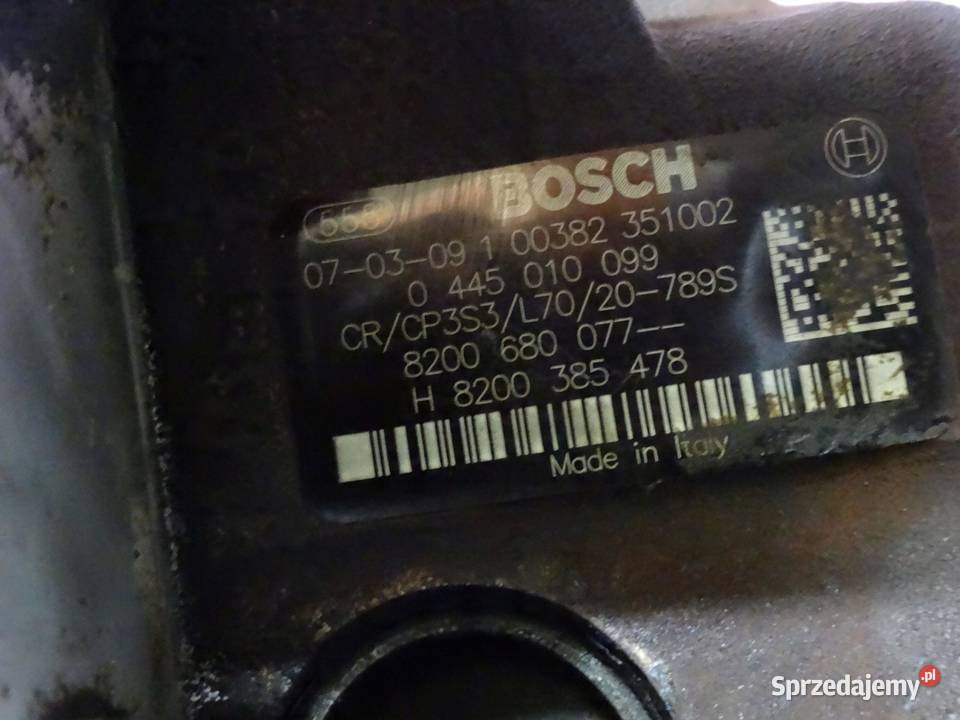 BOSCH
555
07-03-09 1 00382 351002
0 445 010 099
CR/CP3S3/L70/20-789S
8200 680 077--
H 8200 385 478
Made in Italy
Sprzedajemy.pl